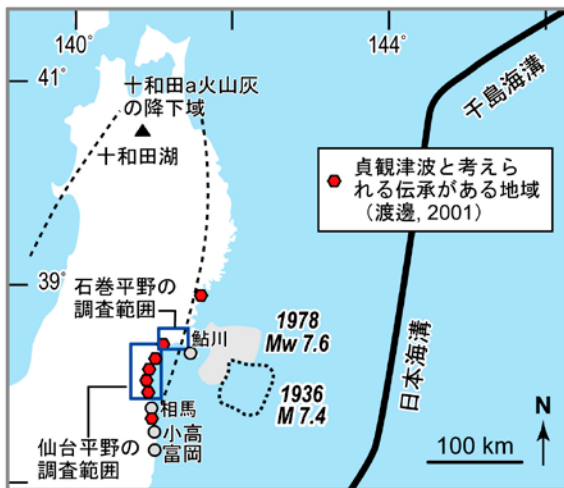 140°
144°
41°
千島海溝
十和田a火山灰
の降下域
十和田湖
貞観津波と考えら
れる伝承がある地域
（渡邊, 2001）
39°
石巻平野の
調査範囲
1978
Mw 7.6
鮎川
1936
M 7.4
日本海溝
相馬
小高
富岡
仙台平野の
調査範囲
N
100 km